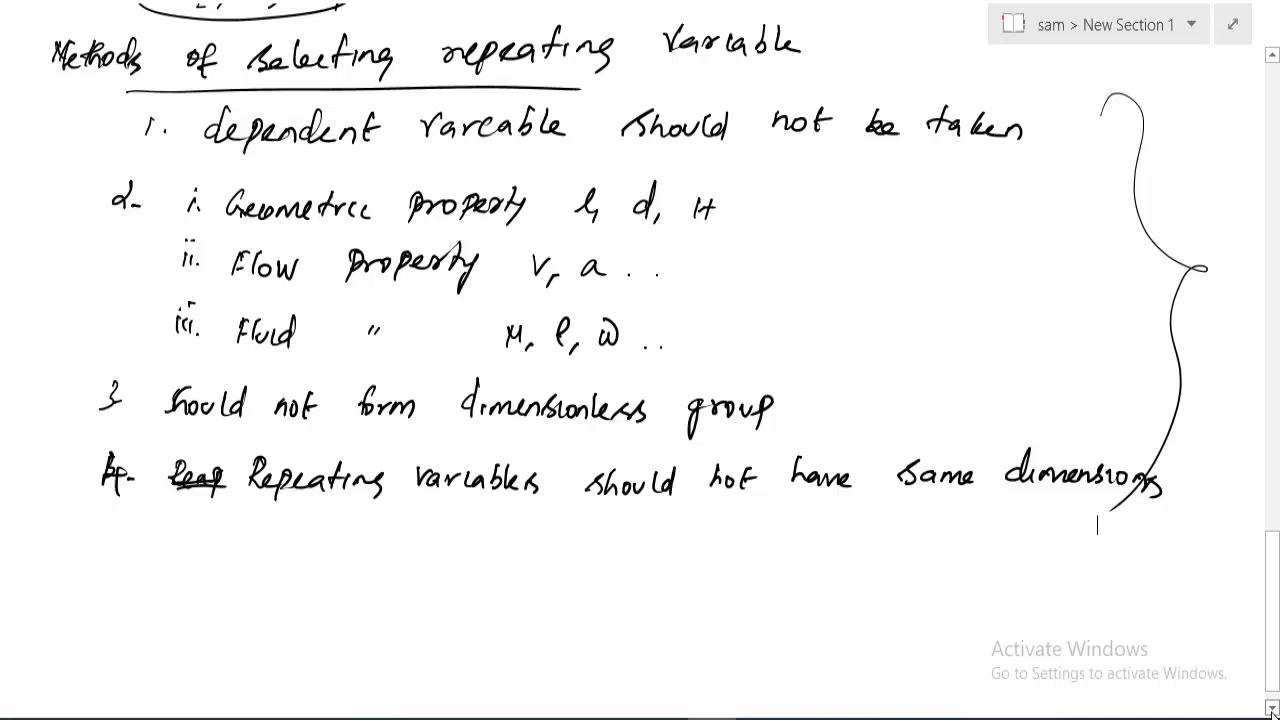 sam > New Section 1
Methods of selecting repeating variable
1. dependent variable should not be taken
2- i. Geometric property l, d, H
ii. Flow property v, a ..
iii. Fluid " μ, ρ, ω ..
3 should not form dimensionless group
4- Repeating variables should not have same dimensions
Activate Windows
Go to Settings to activate Windows.